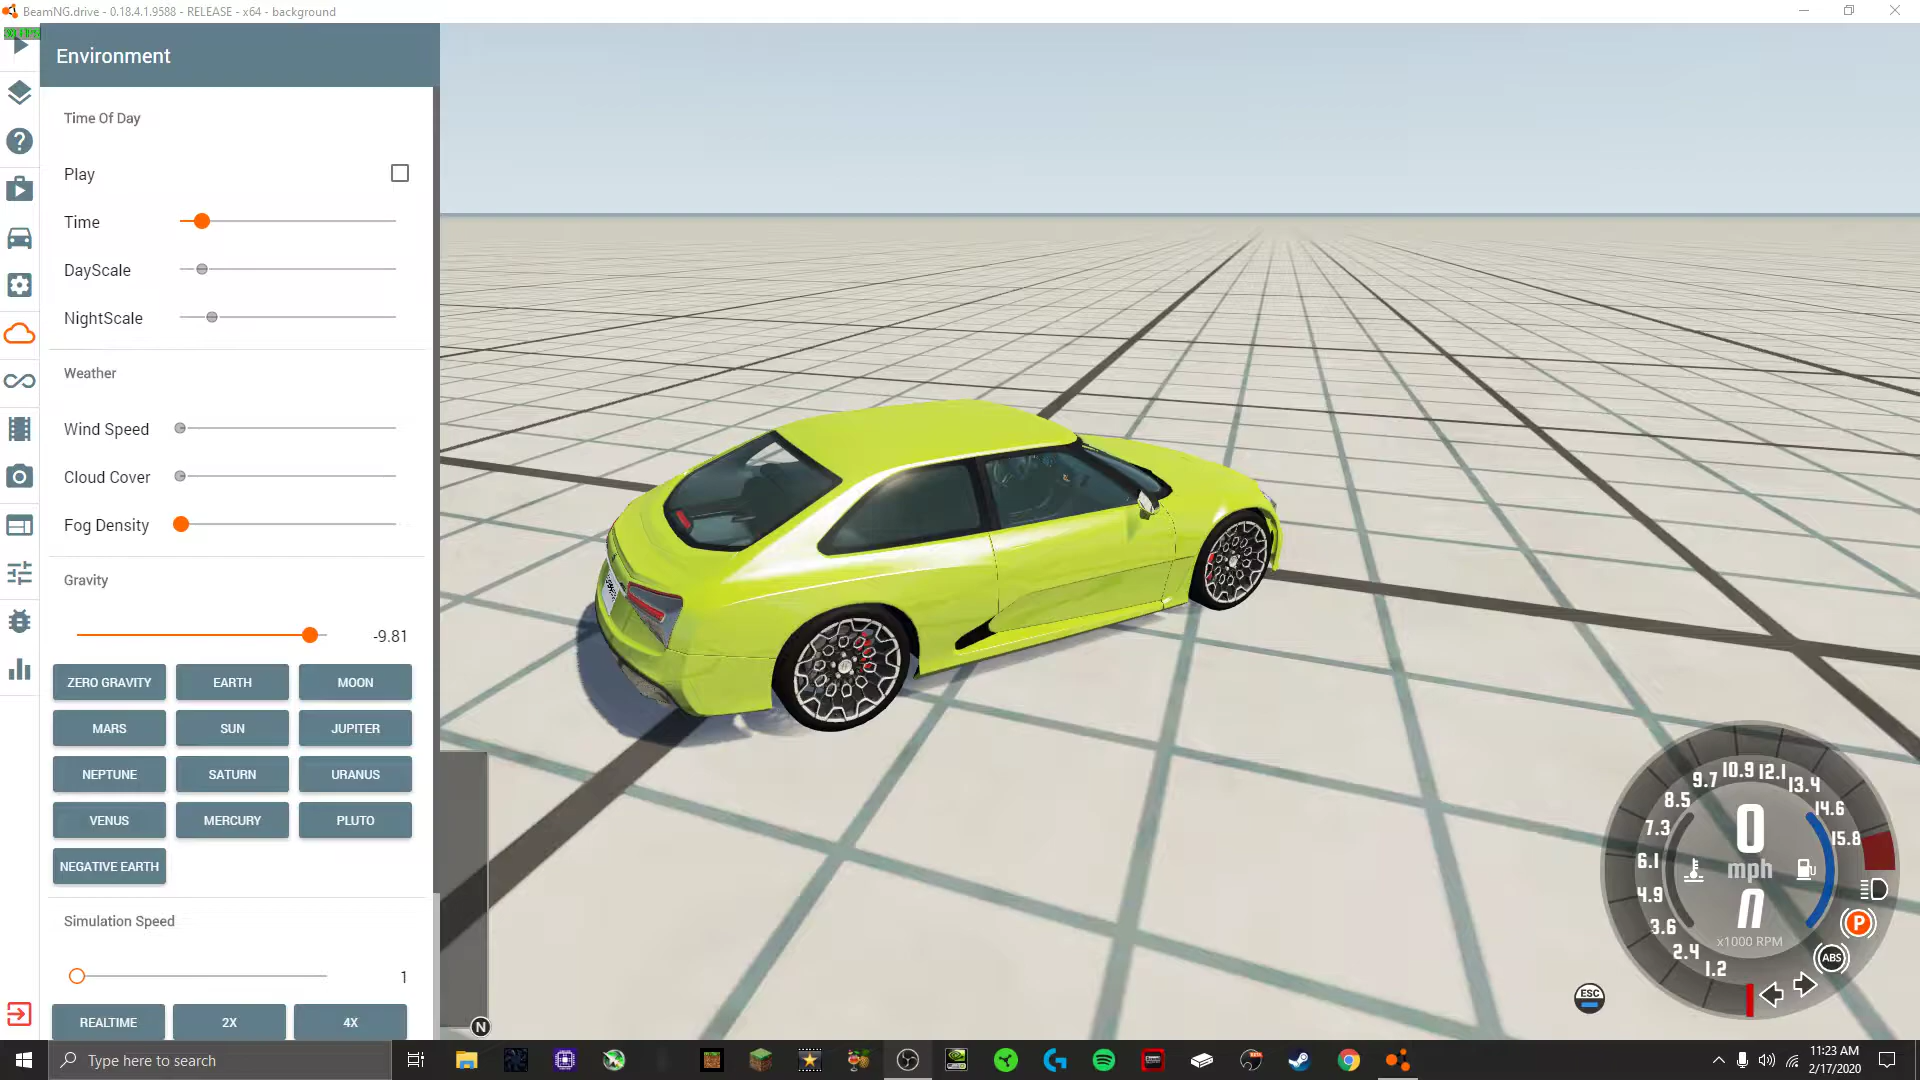 BeamNG.drive - 0.18.4.1.9588 - RELEASE - x64 - background
Environment
Time Of Day
Play
Time
DayScale
NightScale
Weather
Wind Speed
Cloud Cover
Fog Density
Gravity
-9.81
ZERO GRAVITY
EARTH
MOON
MARS
SUN
JUPITER
NEPTUNE
SATURN
URANUS
VENUS
MERCURY
PLUTO
NEGATIVE EARTH
Simulation Speed
1
REALTIME
2X
4X
N
1.2
2.4
3.6
4.9
6.1
7.3
8.5
9.7
10.9
12.1
13.4
14.6
15.8
0
mph
n
x1000 RPM
P
ABS
ESC
Type here to search
11:23 AM
2/17/2020